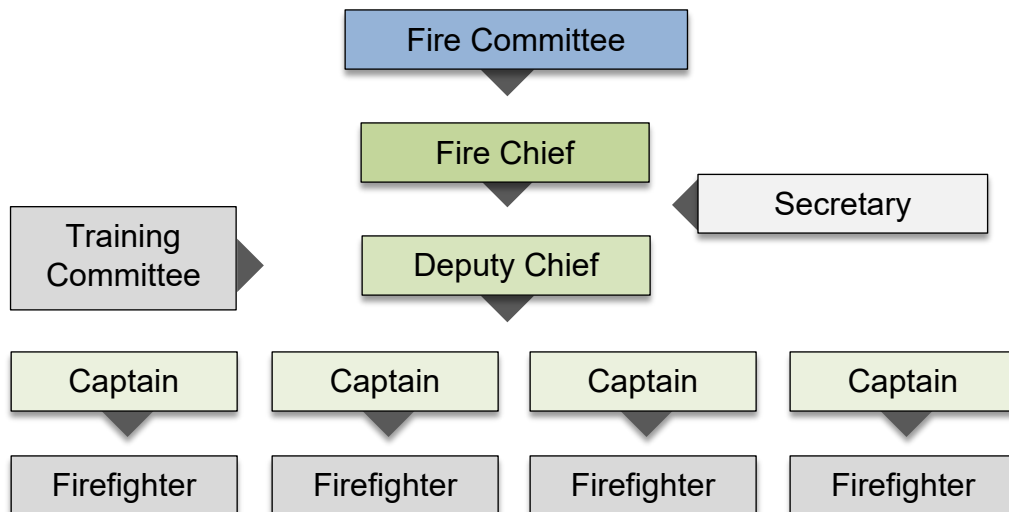 Fire Committee
Fire Chief
Secretary
Training
Committee
Deputy Chief
Captain
Captain
Captain
Captain
Firefighter
Firefighter
Firefighter
Firefighter